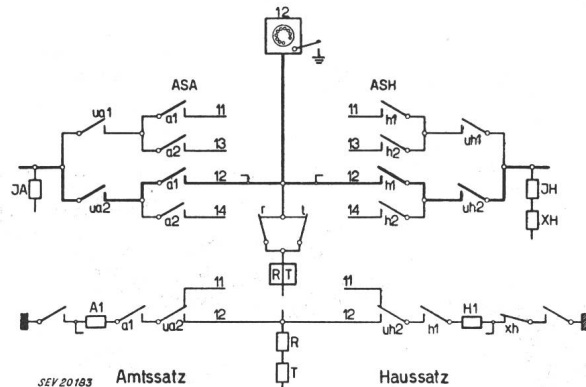 12
ASA ASH
ua1 a1 11 11 h1
a2 13 13 h2 uh1
a1 12 12 h1
JA ua2 a2 14 14 h2 uh2 JH
r t XH
R T
11 11
A1 a1 ua2 12 12 uh2 h1 H1 xh
R
T
SEV 20183 Amtssatz Haussatz